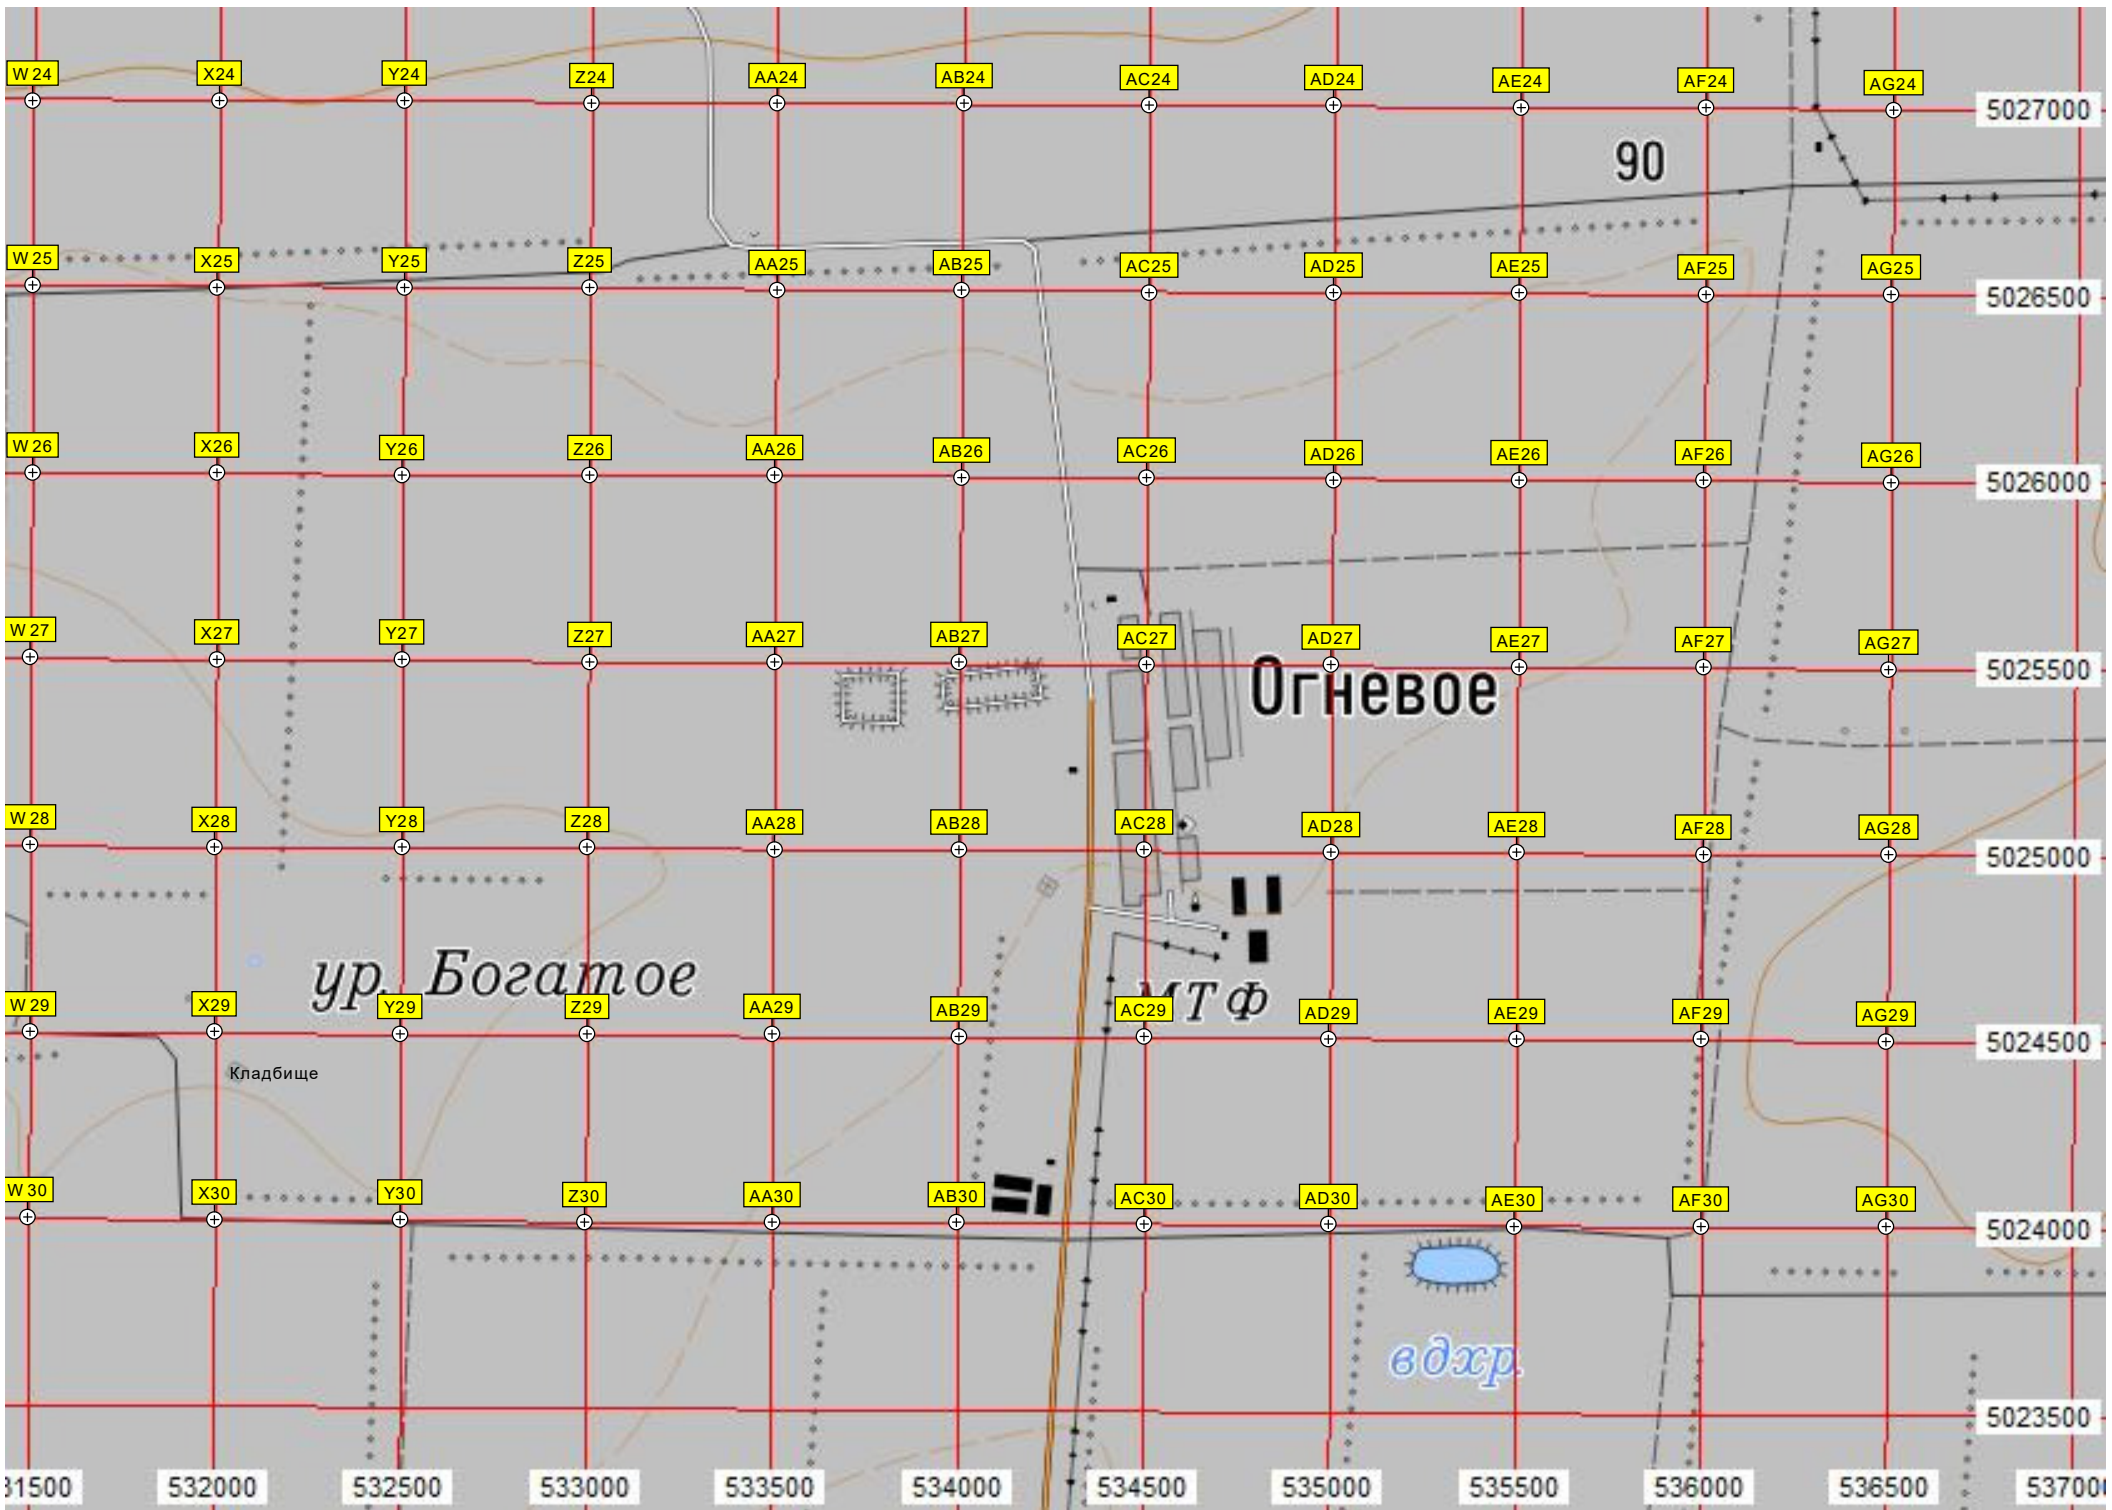 W 24 X24 Y24 Z24 AA24 AB24 AC24 AD24 AE24 AF24 AG24
5027000
90
W 25 X25 Y25 Z25 AA25 AB25 AC25 AD25 AE25 AF25 AG25
5026500
W 26 X26 Y26 Z26 AA26 AB26 AC26 AD26 AE26 AF26 AG26
5026000
W 27 X27 Y27 Z27 AA27 AB27 AC27 AD27 AE27 AF27 AG27
5025500
Огневое
W 28 X28 Y28 Z28 AA28 AB28 AC28 AD28 AE28 AF28 AG28
5025000
ур. Богатое
МТФ
W 29 X29 Y29 Z29 AA29 AB29 AC29 AD29 AE29 AF29 AG29
5024500
Кладбище
W 30 X30 Y30 Z30 AA30 AB30 AC30 AD30 AE30 AF30 AG30
5024000
вдхр.
5023500
31500 532000 532500 533000 533500 534000 534500 535000 535500 536000 536500 53700